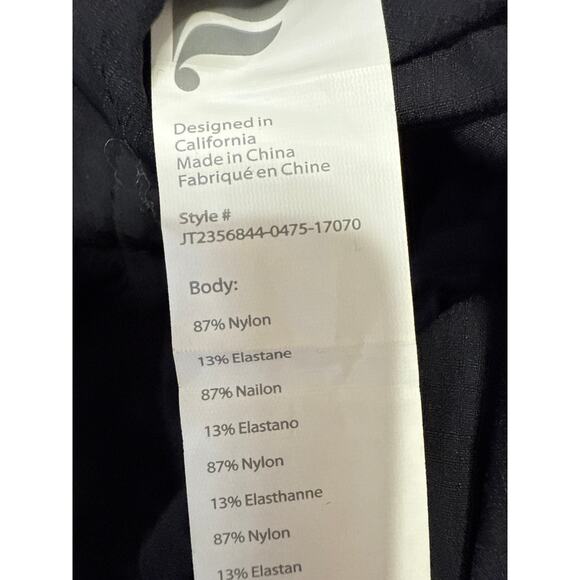 Designed in
California
Made in China
Fabriqué en Chine
Style #
JT2356844-0475-17070
Body:
87% Nylon
13% Elastane
87% Nailon
13% Elastano
87% Nylon
13% Elasthanne
87% Nylon
13% Elastan